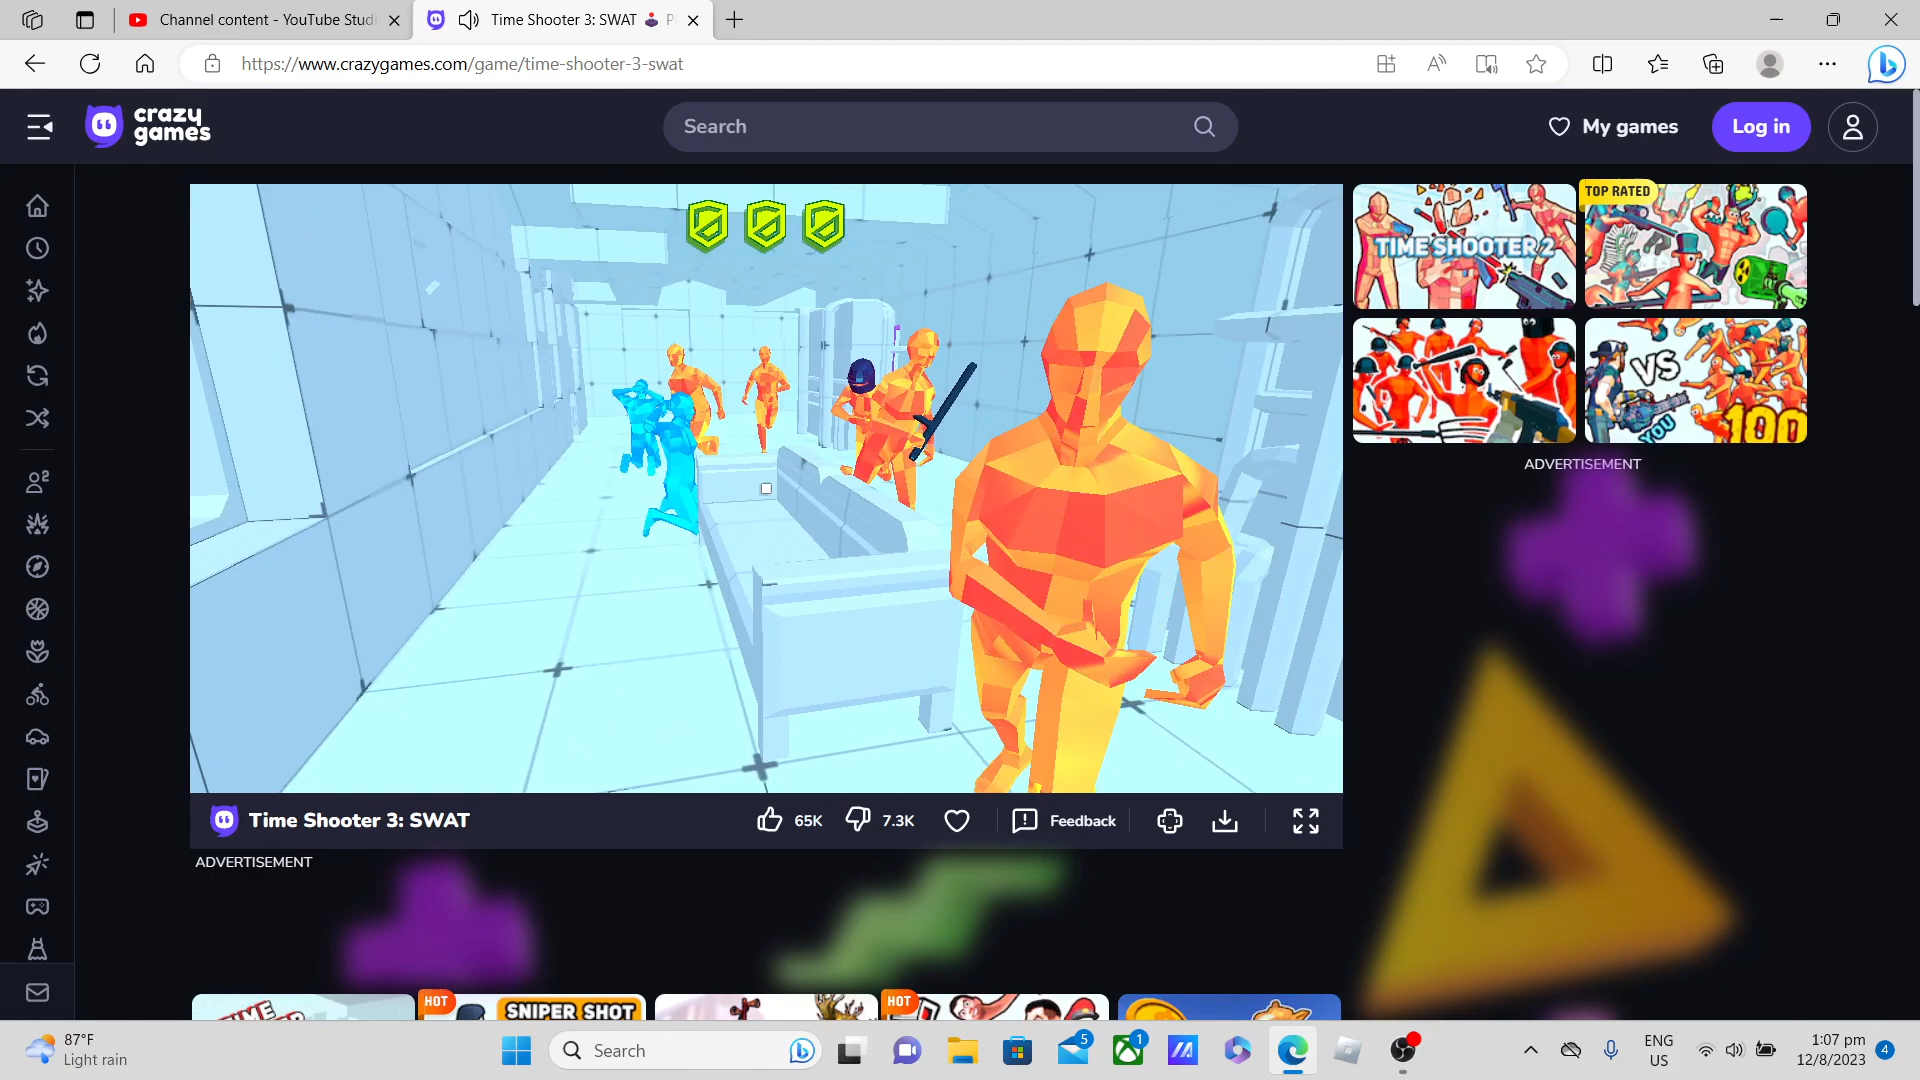 Channel content - YouTube Studi
Time Shooter 3: SWAT
https://www.crazygames.com/game/time-shooter-3-swat
crazy
games
Search
My games
Log in
TIME SHOOTER 2
TOP RATED
VS
YOU
100
ADVERTISEMENT
Time Shooter 3: SWAT
65K
7.3K
Feedback
ADVERTISEMENT
HOT
SNIPER SHOT
HOT
87°F
Light rain
Search
5
1
ENG
US
1:07 pm
12/8/2023
4